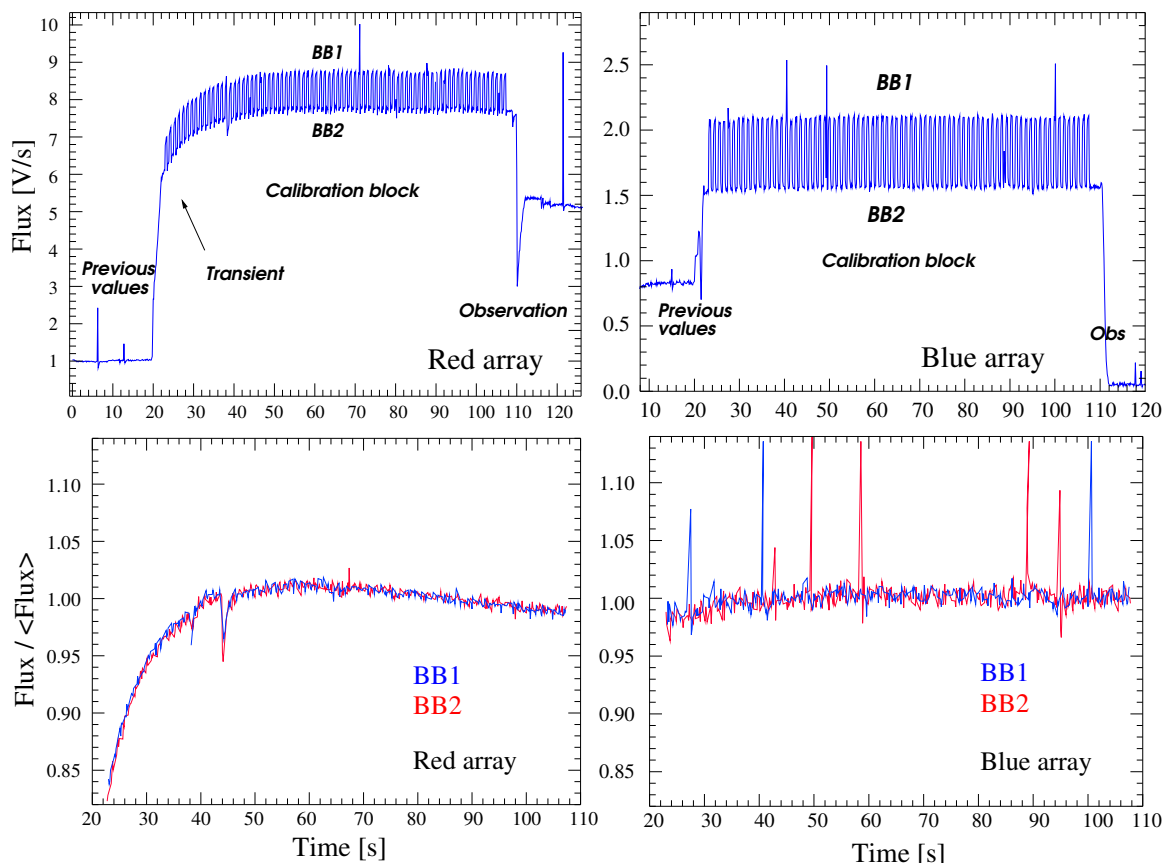 Flux [V/s]
10
9
8
7
6
5
4
3
2
1
BB1
BB2
Calibration block
Transient
Previous
values
Observation
Red array
0 10 20 30 40 50 60 70 80 90 100 110 120
2.5
2.0
1.5
1.0
0.5
0.0
BB1
BB2
Calibration block
Previous
values
Obs
Blue array
10 20 30 40 50 60 70 80 90 100 110 120
Flux / <Flux>
1.10
1.05
1.00
0.95
0.90
0.85
BB1
BB2
Red array
20 30 40 50 60 70 80 90 100 110
Time [s]
1.10
1.05
1.00
0.95
0.90
0.85
BB1
BB2
Blue array
20 30 40 50 60 70 80 90 100 110
Time [s]